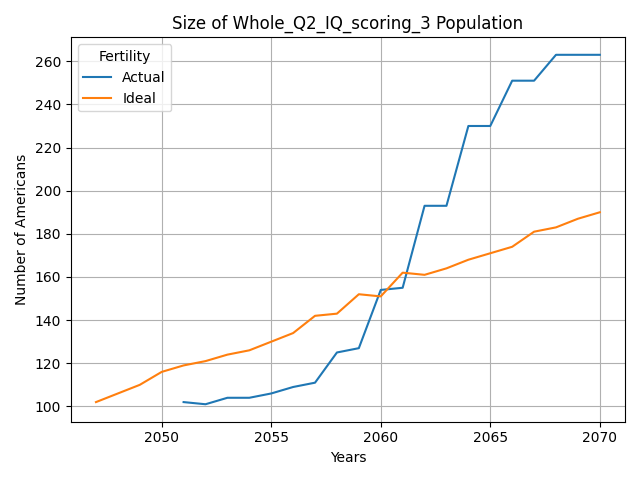 Size of Whole_Q2_IQ_scoring_3 Population
Fertility
Actual
Ideal
260
240
220
200
180
160
140
120
100
Number of Americans
2050 2055 2060 2065 2070
Years